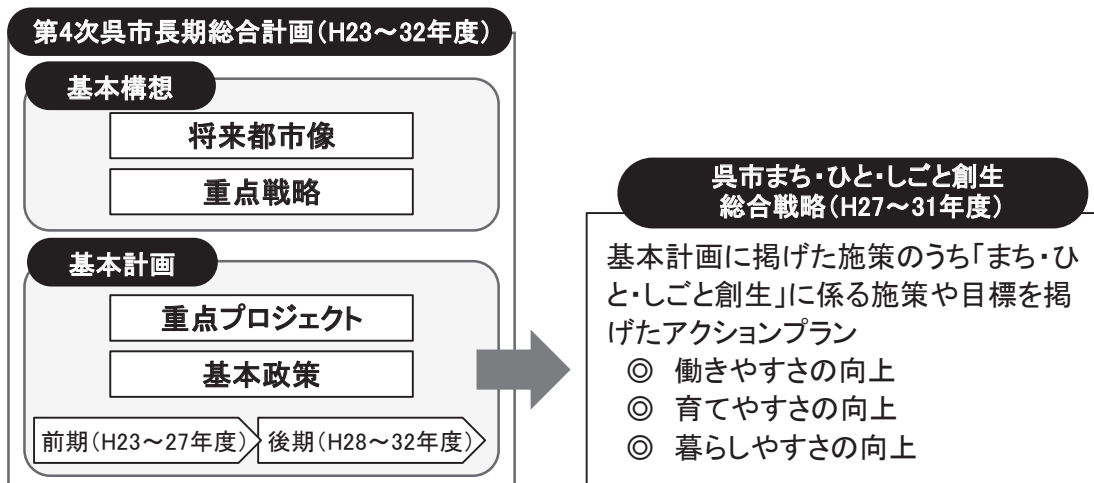 第4次呉市長期総合計画(H23～32年度)
基本構想
将来都市像
重点戦略
基本計画
重点プロジェクト
基本政策
前期(H23～27年度)
後期(H28～32年度)
呉市まち・ひと・しごと創生
総合戦略(H27～31年度)
基本計画に掲げた施策のうち「まち・ひ
と・しごと創生」に係る施策や目標を掲
げたアクションプラン
◎ 働きやすさの向上
◎ 育てやすさの向上
◎ 暮らしやすさの向上